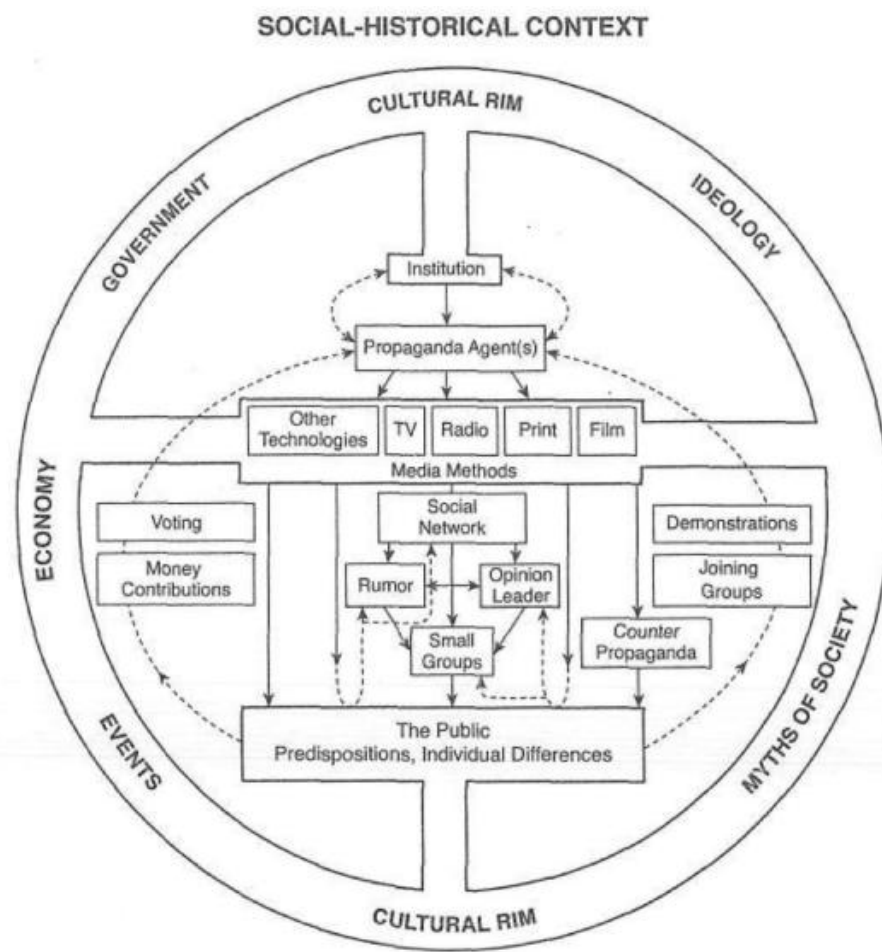 SOCIAL-HISTORICAL CONTEXT
CULTURAL RIM
GOVERNMENT
IDEOLOGY
Institution
Propaganda Agent(s)
Other
Technologies
TV
Radio
Print
Film
Media Methods
ECONOMY
Voting
Social
Network
Demonstrations
Money
Contributions
Rumor
Opinion
Leader
Joining
Groups
Small
Groups
Counter
Propaganda
EVENTS
MYTHS OF SOCIETY
The Public
Predispositions, Individual Differences
CULTURAL RIM